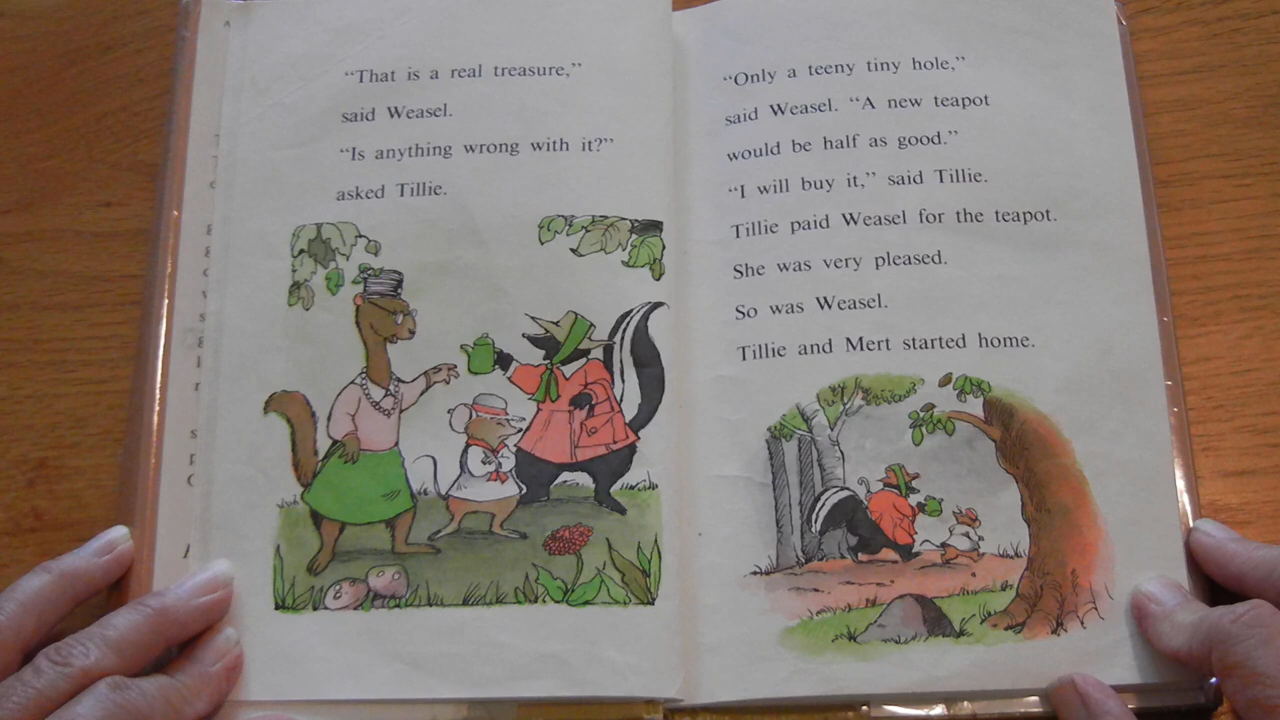 “That is a real treasure,”
said Weasel.
“Is anything wrong with it?”
asked Tillie.
“Only a teeny tiny hole,”
said Weasel. “A new teapot
would be half as good.”
“I will buy it,” said Tillie.
Tillie paid Weasel for the teapot.
She was very pleased.
So was Weasel.
Tillie and Mert started home.